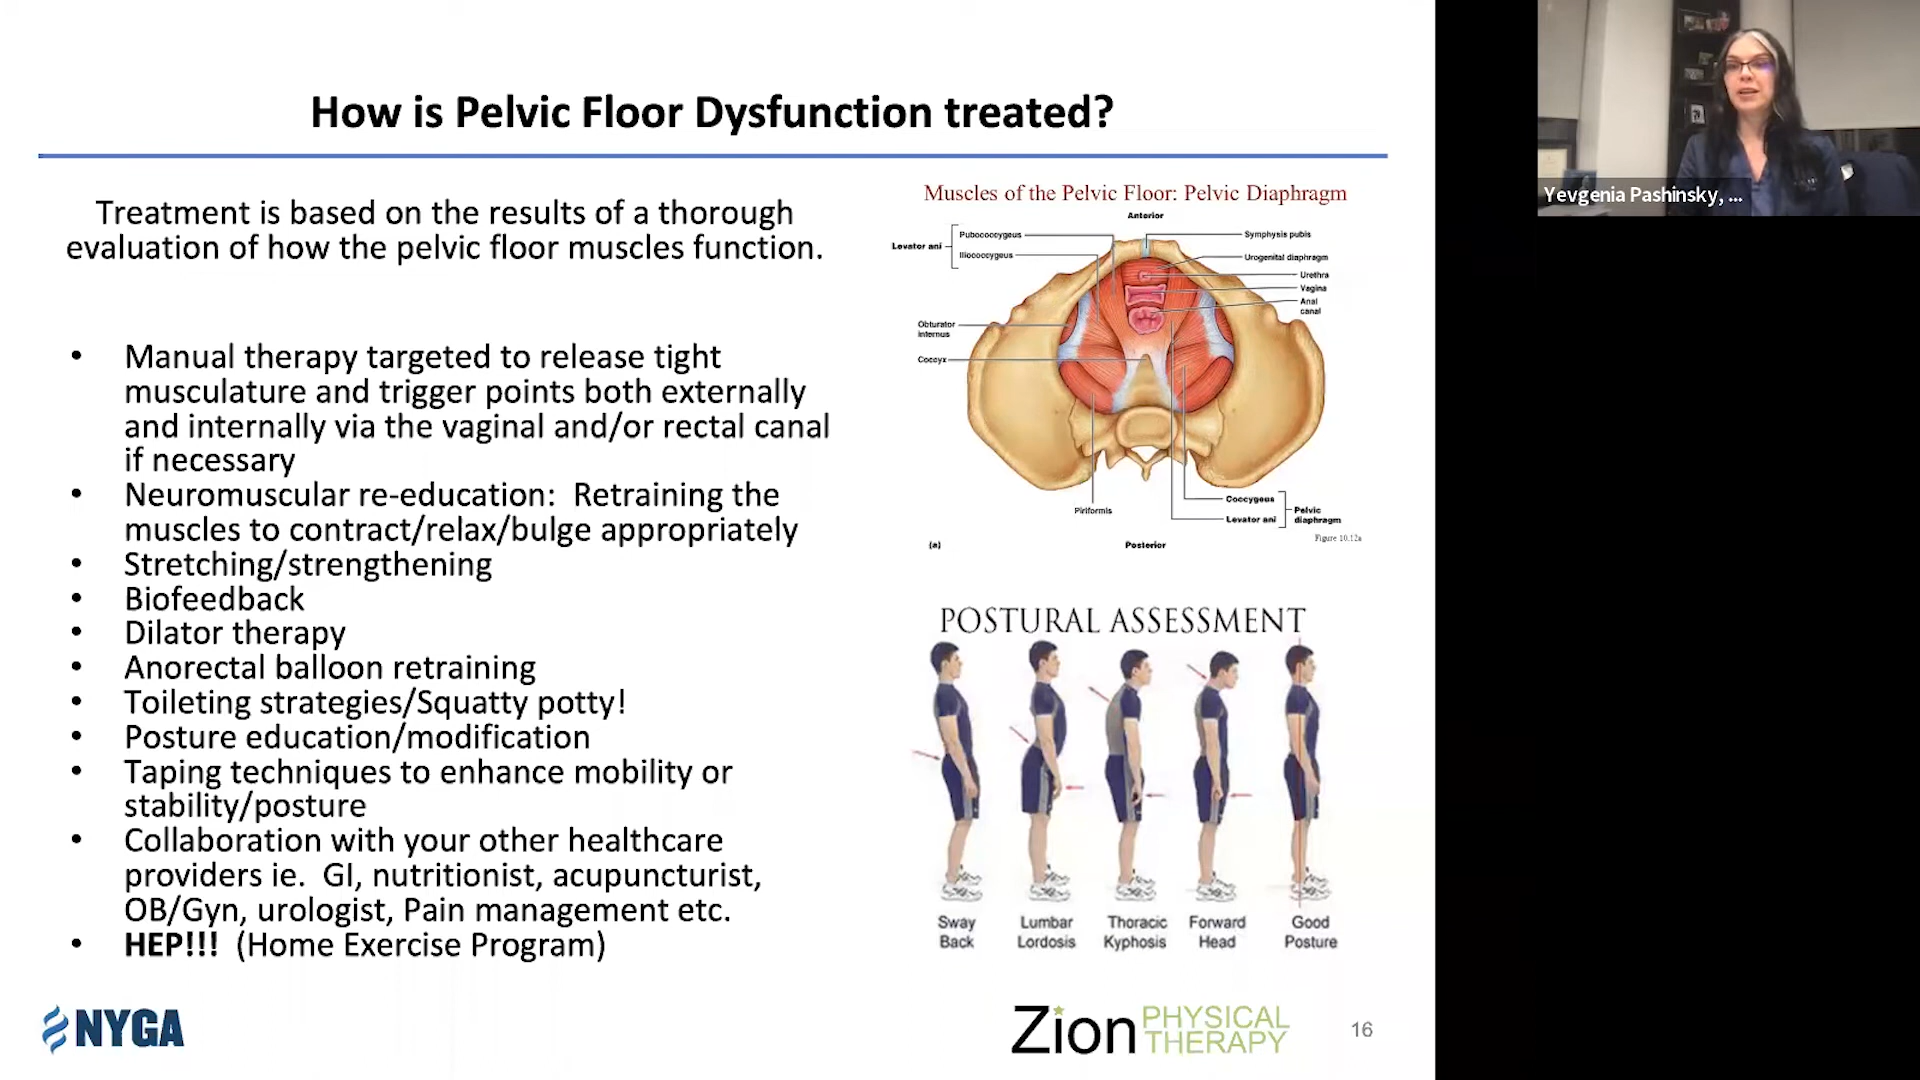 How is Pelvic Floor Dysfunction treated?
Treatment is based on the results of a thorough
evaluation of how the pelvic floor muscles function.
• Manual therapy targeted to release tight
musculature and trigger points both externally
and internally via the vaginal and/or rectal canal
if necessary
• Neuromuscular re-education:  Retraining the
muscles to contract/relax/bulge appropriately
• Stretching/strengthening
• Biofeedback
• Dilator therapy
• Anorectal balloon retraining
• Toileting strategies/Squatty potty!
• Posture education/modification
• Taping techniques to enhance mobility or
stability/posture
• Collaboration with your other healthcare
providers ie.  GI, nutritionist, acupuncturist,
OB/Gyn, urologist, Pain management etc.
• HEP!!!  (Home Exercise Program)
Muscles of the Pelvic Floor: Pelvic Diaphragm
Anterior
Levator ani
Pubococcygeus
Iliococcygeus
Obturator
internus
Coccyx
Symphysis pubis
Urogenital diaphragm
Urethra
Vagina
Anal
canal
Piriformis
Coccygeus
Levator ani
Pelvic
diaphragm
Figure 10.12a
(a)
Posterior
POSTURAL ASSESSMENT
Sway
Back
Lumbar
Lordosis
Thoracic
Kyphosis
Forward
Head
Good
Posture
NYGA
Zion PHYSICAL
THERAPY
16
Yevgenia Pashinsky, ...